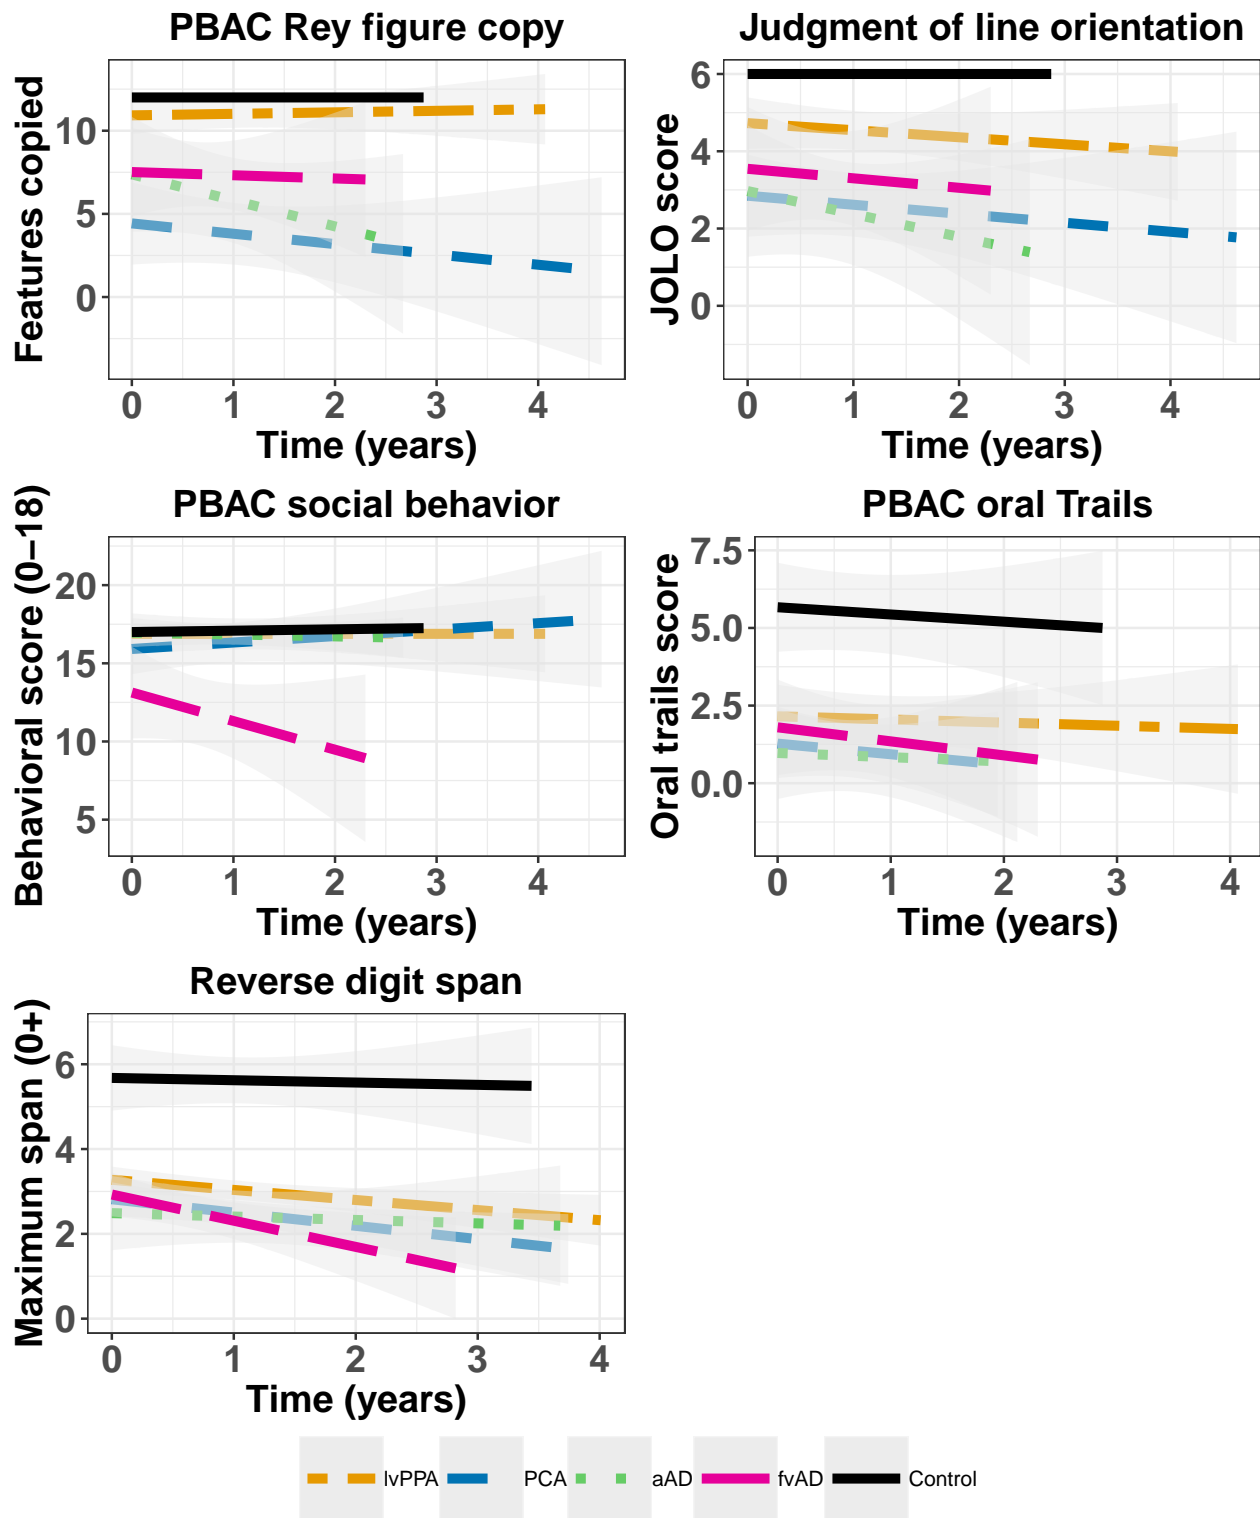 PBAC Rey figure copy
Features copied
10
5
0
0 1 2 3 4
Time (years)
Judgment of line orientation
JOLO score
6
4
2
0
0 1 2 3 4
Time (years)
PBAC social behavior
Behavioral score (0–18)
20
15
10
5
0 1 2 3 4
Time (years)
PBAC oral Trails
Oral trails score
7.5
5.0
2.5
0.0
0 1 2 3 4
Time (years)
Reverse digit span
Maximum span (0+)
6
4
2
0
0 1 2 3 4
Time (years)
lvPPA PCA aAD fvAD Control